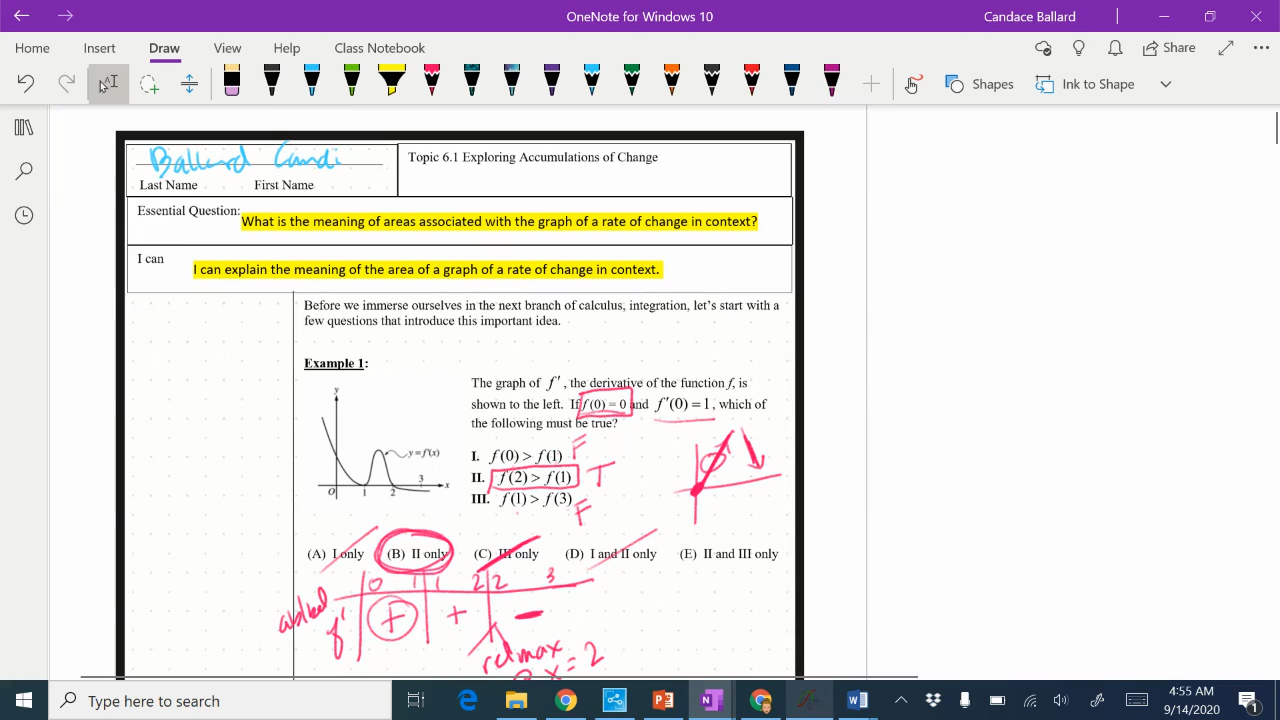 OneNote for Windows 10
Candace Ballard
Home Insert Draw View Help Class Notebook
Share
Shapes
Ink to Shape
Ballard Candi
Last Name First Name
Topic 6.1 Exploring Accumulations of Change
Essential Question:
What is the meaning of areas associated with the graph of a rate of change in context?
I can
I can explain the meaning of the area of a graph of a rate of change in context.
Before we immerse ourselves in the next branch of calculus, integration, let's start with a
few questions that introduce this important idea.
Example 1:
The graph of f′, the derivative of the function f, is
shown to the left. If f(0) = 0 and f′(0) = 1, which of
the following must be true?
I. f(0) > f(1) F
II. f(2) > f(1) T
III. f(1) > f(3) F
y
y = f′(x)
3
O 1 2 x
(A) I only (B) II only (C) III only (D) I and II only (E) II and III only
0 1 1 2 2 3
f′ + + −
rel max
@ x = 2
Type here to search
4:55 AM
9/14/2020